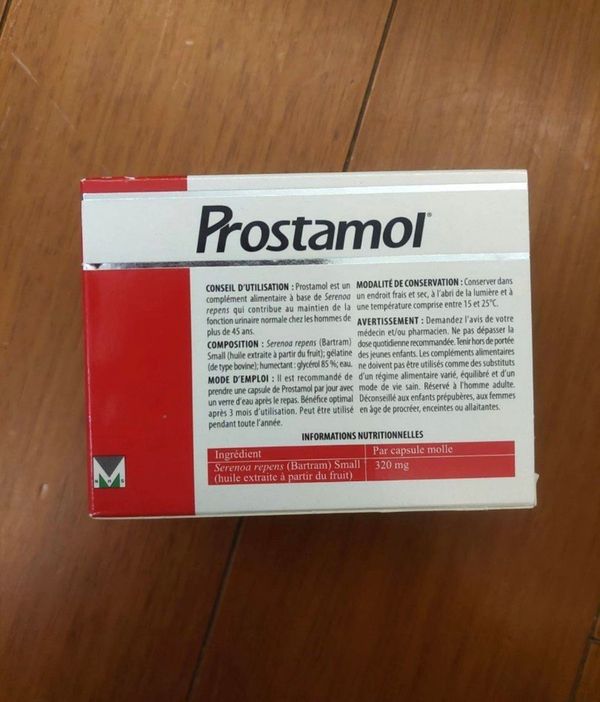 Prostamol®
CONSEIL D'UTILISATION : Prostamol est un
complément alimentaire à base de Serenoa
repens qui contribue au maintien de la
fonction urinaire normale chez les hommes de
plus de 45 ans.
COMPOSITION : Serenoa repens (Bartram)
Small (huile extraite à partir du fruit); gélatine
(de type bovine); humectant : glycérol 85 %; eau.
MODE D'EMPLOI : Il est recommandé de
prendre une capsule de Prostamol par jour avec
un verre d'eau après le repas. Bénéfice optimal
après 3 mois d'utilisation. Peut être utilisé
pendant toute l'année.
MODALITÉ DE CONSERVATION : Conserver dans
un endroit frais et sec, à l'abri de la lumière et à
une température comprise entre 15 et 25°C.
AVERTISSEMENT : Demandez l'avis de votre
médecin et/ou pharmacien. Ne pas dépasser la
dose quotidienne recommandée. Tenir hors de portée
des jeunes enfants. Les compléments alimentaires
ne doivent pas être utilisés comme des substituts
d'un régime alimentaire varié, équilibré et d'un
mode de vie sain. Réservé à l'homme adulte.
Déconseillé aux enfants prépubères, aux femmes
en âge de procréer, enceintes ou allaitantes.
INFORMATIONS NUTRITIONNELLES
Ingrédient Par capsule molle
Serenoa repens (Bartram) Small 320 mg
(huile extraite à partir du fruit)